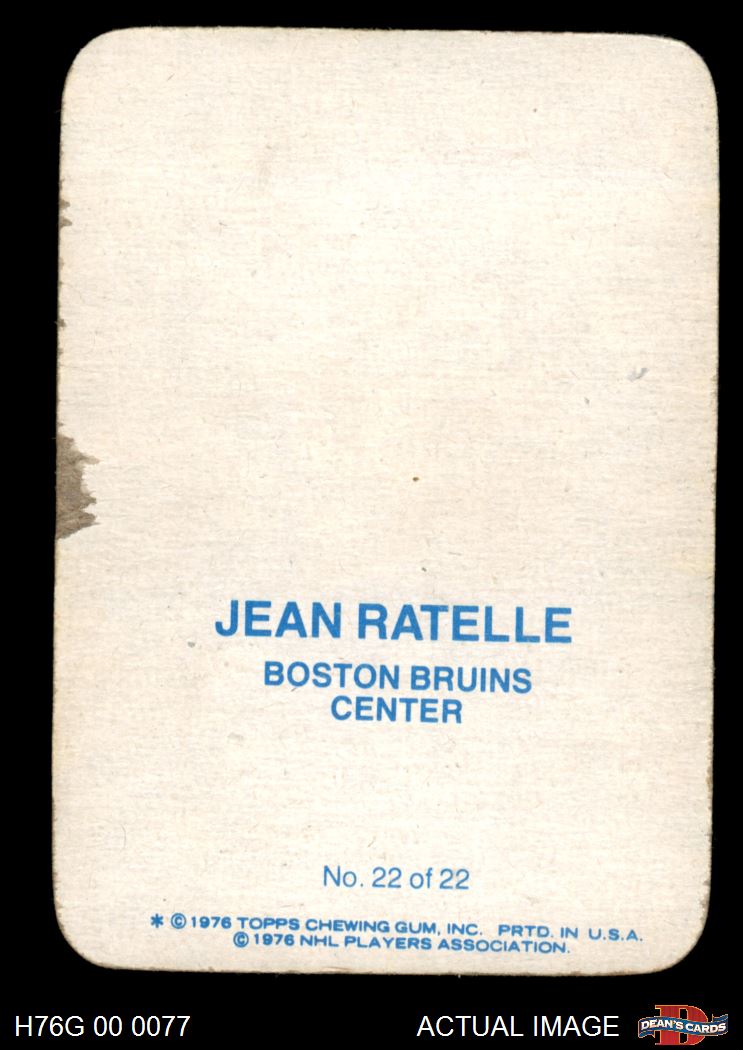 JEAN RATELLE
BOSTON BRUINS
CENTER
No. 22 of 22
* © 1976 TOPPS CHEWING GUM, INC. PRTD. IN U.S.A.
© 1976 NHL PLAYERS ASSOCIATION.
H76G 00 0077 ACTUAL IMAGE D DEAN'S CARDS